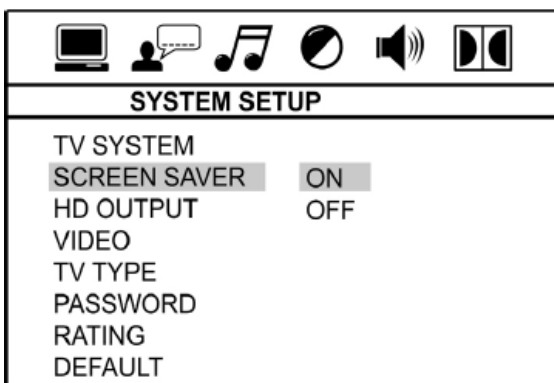 SYSTEM SETUP
TV SYSTEM
SCREEN SAVER ON
HD OUTPUT OFF
VIDEO
TV TYPE
PASSWORD
RATING
DEFAULT